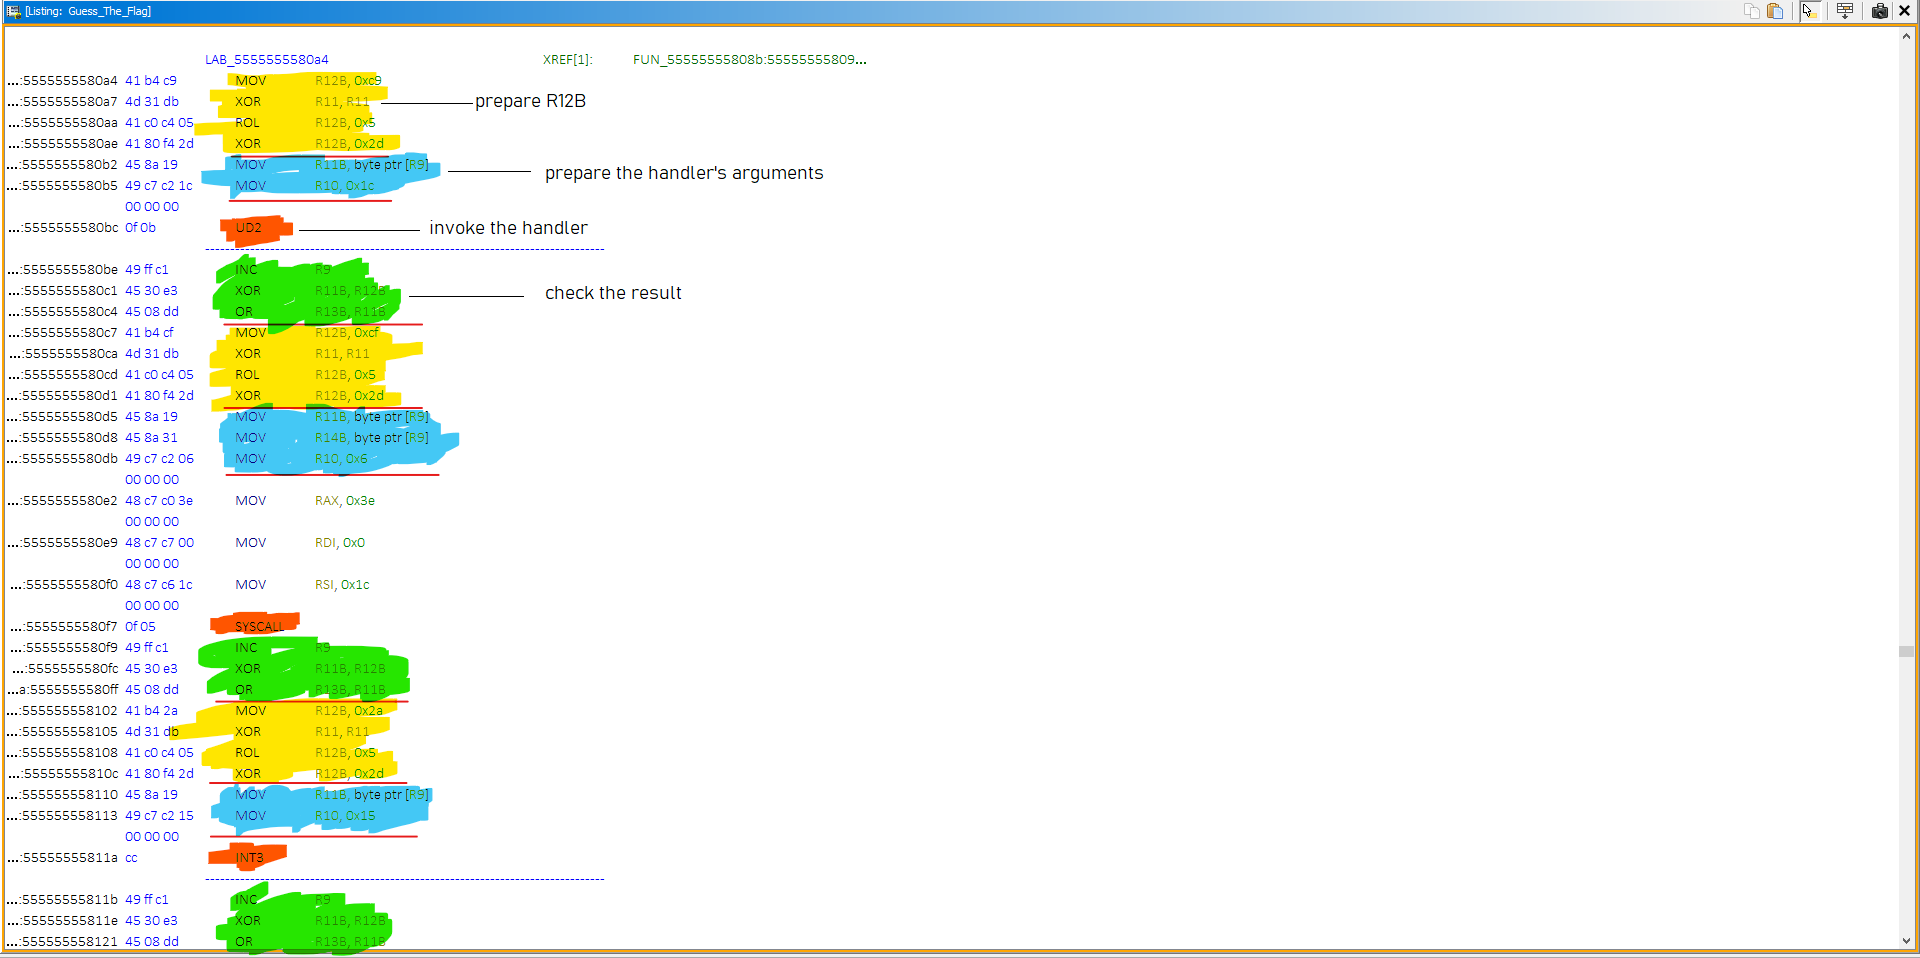 [Listing: Guess_The_Flag]
LAB_5555555580a4 XREF[1]: FUN_55555555808b:55555555809...
...:5555555580a4 41 b4 c9 MOV R12B, 0xc9
...:5555555580a7 4d 31 db XOR R11, R11 prepare R12B
...:5555555580aa 41 c0 c4 05 ROL R12B, 0x5
...:5555555580ae 41 80 f4 2d XOR R12B, 0x2d
...:5555555580b2 45 8a 19 MOV R11B, byte ptr [R9] prepare the handler's arguments
...:5555555580b5 49 c7 c2 1c MOV R10, 0x1c
00 00 00
...:5555555580bc 0f 0b UD2 invoke the handler
...:5555555580be 49 ff c1 INC R9
...:5555555580c1 45 30 e3 XOR R11B, R12B check the result
...:5555555580c4 45 08 dd OR R13B, R11B
...:5555555580c7 41 b4 cf MOV R12B, 0xcf
...:5555555580ca 4d 31 db XOR R11, R11
...:5555555580cd 41 c0 c4 05 ROL R12B, 0x5
...:5555555580d1 41 80 f4 2d XOR R12B, 0x2d
...:5555555580d5 45 8a 19 MOV R11B, byte ptr [R9]
...:5555555580d8 45 8a 31 MOV R14B, byte ptr [R9]
...:5555555580db 49 c7 c2 06 MOV R10, 0x6
00 00 00
...:5555555580e2 48 c7 c0 3e MOV RAX, 0x3e
00 00 00
...:5555555580e9 48 c7 c7 00 MOV RDI, 0x0
00 00 00
...:5555555580f0 48 c7 c6 1c MOV RSI, 0x1c
00 00 00
...:5555555580f7 0f 05 SYSCALL
...:5555555580f9 49 ff c1 INC R9
...:5555555580fc 45 30 e3 XOR R11B, R12B
...a:5555555580ff 45 08 dd OR R13B, R11B
...:555555558102 41 b4 2a MOV R12B, 0x2a
...:555555558105 4d 31 db XOR R11, R11
...:555555558108 41 c0 c4 05 ROL R12B, 0x5
...:55555555810c 41 80 f4 2d XOR R12B, 0x2d
...:555555558110 45 8a 19 MOV R11B, byte ptr [R9]
...:555555558113 49 c7 c2 15 MOV R10, 0x15
00 00 00
...:55555555811a cc INT3
...:55555555811b 49 ff c1 INC R9
...:55555555811e 45 30 e3 XOR R11B, R12B
...:555555558121 45 08 dd OR R13B, R11B